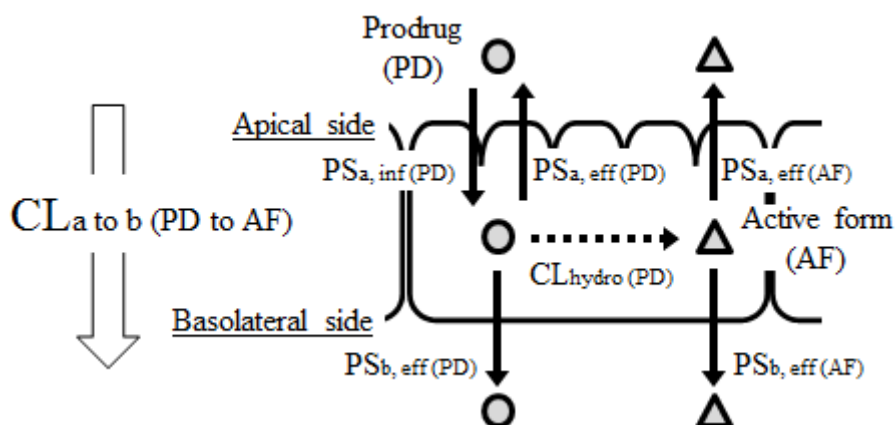 Prodrug
(PD)
Apical side
PSa, inf (PD)
PSa, eff (PD)
PSa, eff (AF)
CLa to b (PD to AF)
Active form
(AF)
CLhydro (PD)
Basolateral side
PSb, eff (PD)
PSb, eff (AF)